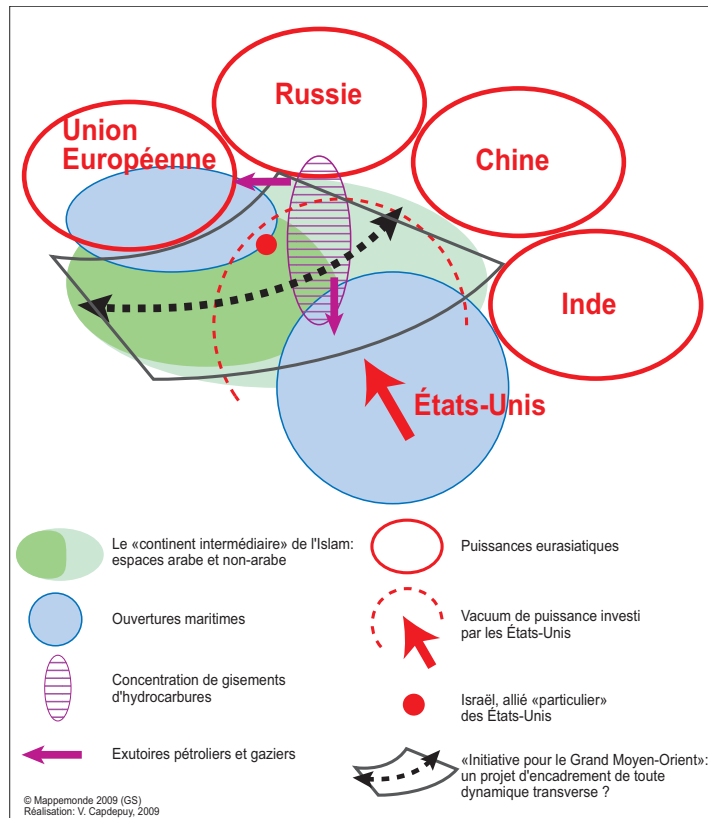 Russie
Union
Européenne
Chine
Inde
États-Unis
Le «continent intermédiaire» de l'Islam:
espaces arabe et non-arabe
Ouvertures maritimes
Concentration de gisements
d'hydrocarbures
Exutoires pétroliers et gaziers
Puissances eurasiatiques
Vacuum de puissance investi
par les États-Unis
Israël, allié «particulier»
des États-Unis
«Initiative pour le Grand Moyen-Orient»:
un projet d'encadrement de toute
dynamique transverse ?
© Mappemonde 2009 (GS)
Réalisation: V. Capdepuy, 2009